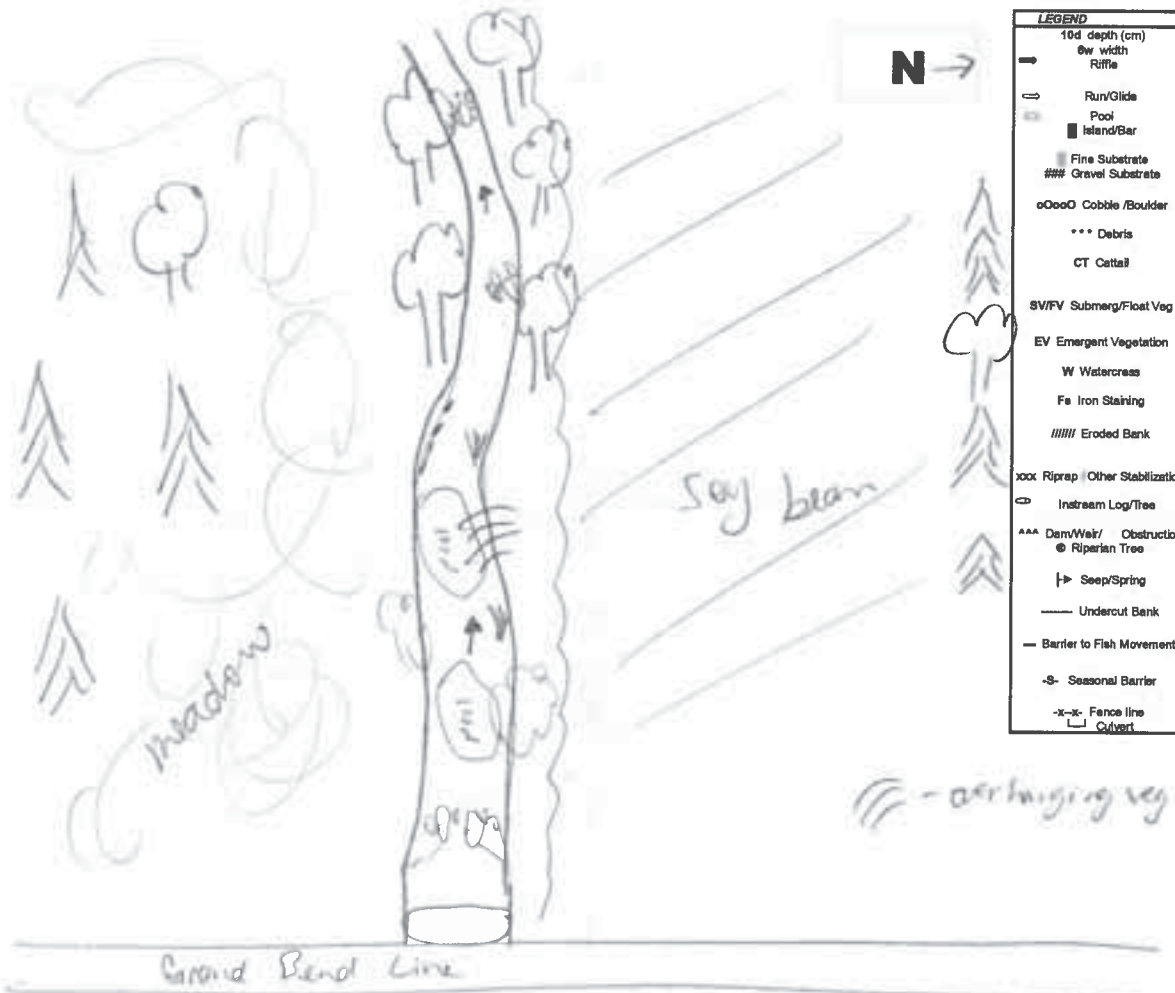 N
LEGEND
10d depth (cm)
6w width
Riffle
Run/Glide
Pool
Island/Bar
Fine Substrate
### Gravel Substrate
oOooO Cobble /Boulder
*** Debris
CT Cattail
SV/FV Submerg/Float Veg
EV Emergent Vegetation
W Watercress
Fe Iron Staining
/////// Eroded Bank
xxx Riprap Other Stabilizatio
Instream Log/Tree
^^^ Dam/Weir/ Obstructio
Riparian Tree
Seep/Spring
Undercut Bank
Barrier to Fish Movement
-S- Seasonal Barrier
-x--x- Fence line
Culvert
Soy bean
pool
meadow
pool
- overhanging veg
Grand Bend Line